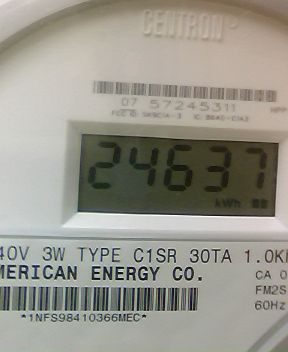 CENTRON
07 57245311
24637
kWh
40V 3W TYPE C1SR 30TA 1.0K
MERICAN ENERGY CO.
CA 0
FM2S
60Hz
*1NFS98410366MEC*